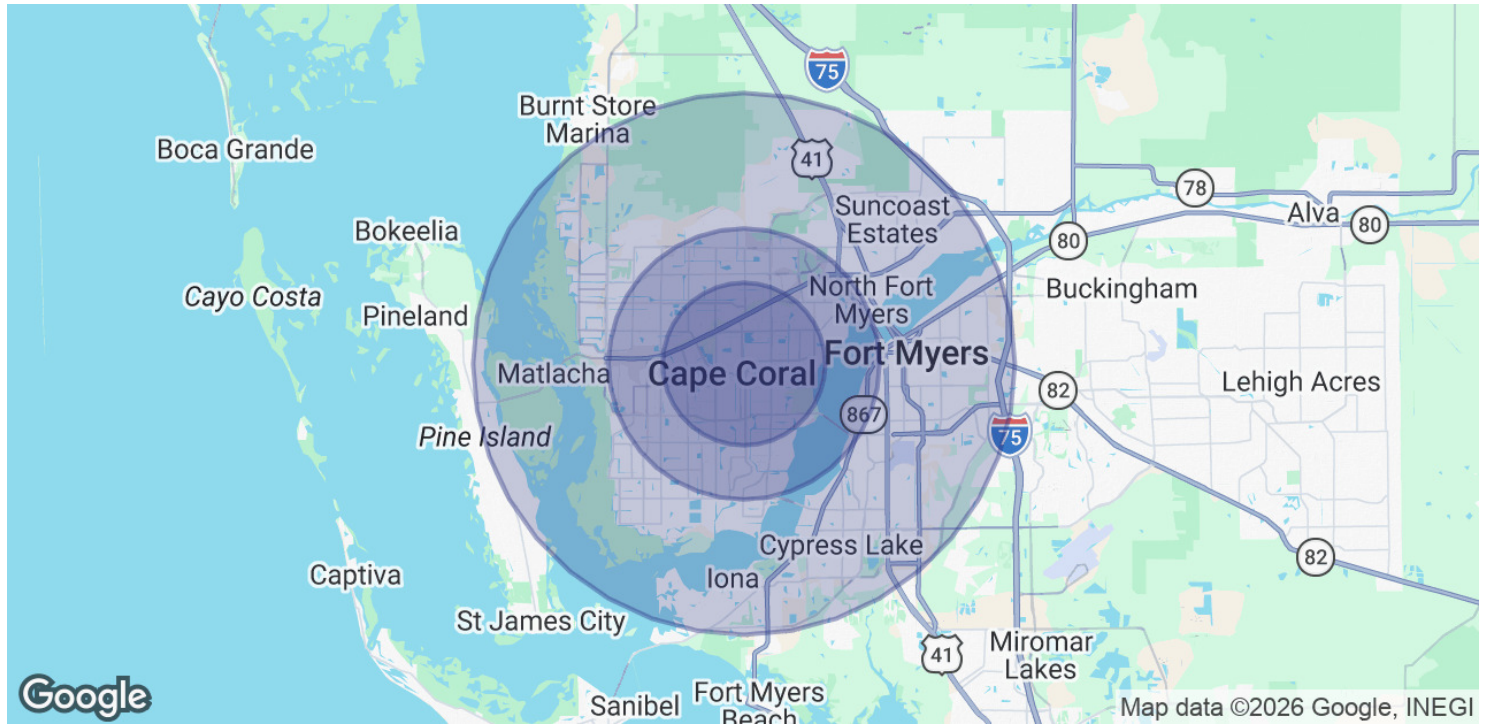 75
Burnt Store
Marina
Boca Grande
41
78
Suncoast
Estates
Alva
80
Bokeelia
80
Cayo Costa
North Fort
Myers
Buckingham
Pineland
Fort Myers
Matlacha
Cape Coral
82
Lehigh Acres
867
Pine Island
75
Cypress Lake
82
Captiva
Iona
St James City
41
Miromar
Lakes
Google
Sanibel
Fort Myers
Beach
Map data ©2026 Google, INEGI